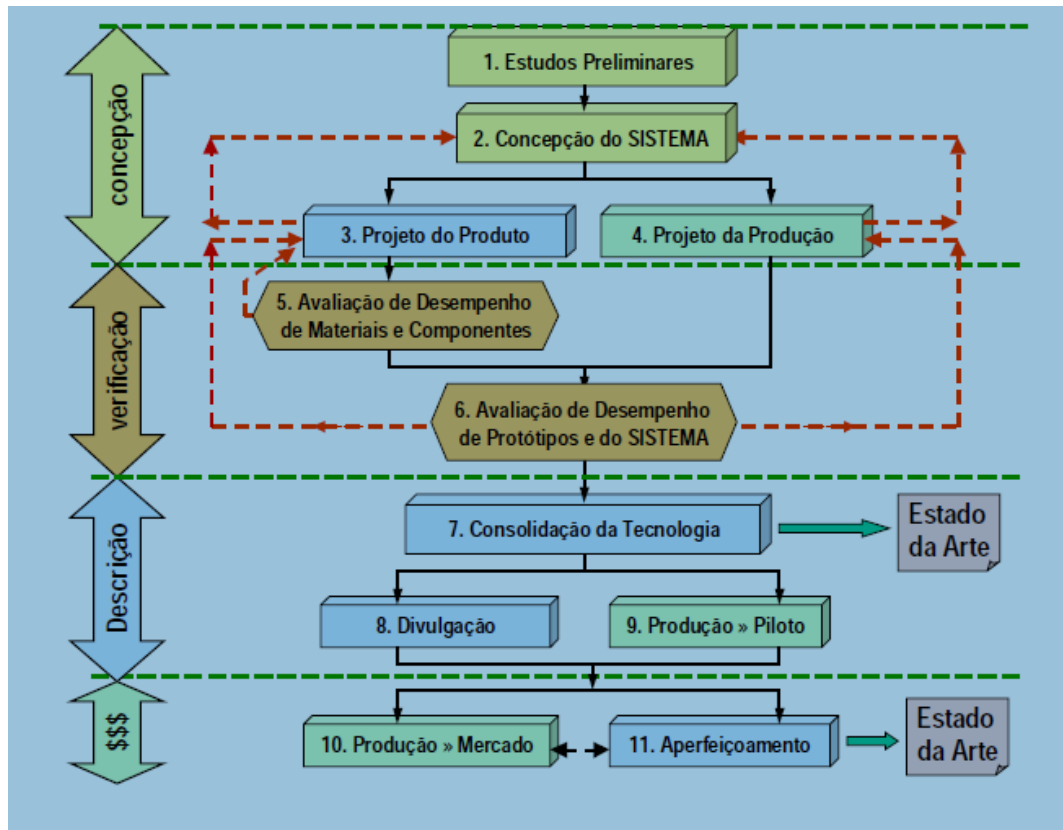 concepção
1. Estudos Preliminares
2. Concepção do SISTEMA
3. Projeto do Produto
4. Projeto da Produção
verificação
5. Avaliação de Desempenho
de Materiais e Componentes
6. Avaliação de Desempenho
de Protótipos e do SISTEMA
Descrição
7. Consolidação da Tecnologia
Estado
da Arte
8. Divulgação
9. Produção » Piloto
$$$
10. Produção » Mercado
11. Aperfeiçoamento
Estado
da Arte